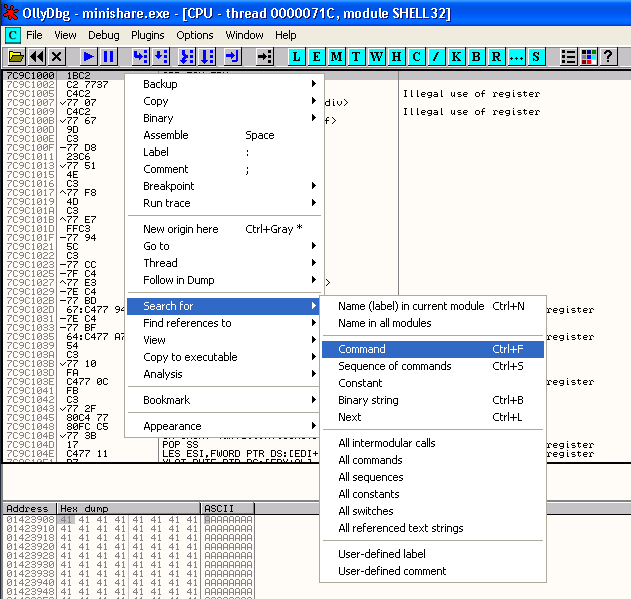 OllyDbg - minishare.exe - [CPU - thread 0000071C, module SHELL32]
C File View Debug Plugins Options Window Help
L E M T W H C / K B R ... S ?
7C9C1000 1BC2
7C9C1002 C2 7737
7C9C1005 C4C2 Illegal use of register
7C9C1007 77 07 div>
7C9C1009 C4C2 Illegal use of register
7C9C100B 77 67 f>
7C9C100D 9D
7C9C100E C3
7C9C100F 77 D8
7C9C1011 23C6
7C9C1013 77 51
7C9C1015 4E
7C9C1016 C3
7C9C1017 77 F8
7C9C1019 4D
7C9C101A C3
7C9C101B 77 E7
7C9C101D FFC3
7C9C101F 77 94
7C9C1021 5C
7C9C1022 C3
7C9C1023 77 CC
7C9C1025 7F C4
7C9C1027 77 E3
7C9C1029 7E C4
7C9C102B 77 BD
7C9C102D 67:C477 94 register
7C9C1031 7E C4
7C9C1033 77 BF
7C9C1035 64:C477 A7 register
7C9C1039 54
7C9C103A C3
7C9C103B 77 10
7C9C103D FA
7C9C103E C477 0C register
7C9C1041 FB
7C9C1042 C3
7C9C1043 77 2F
7C9C1045 80C4 77
7C9C1048 80FC C5
7C9C104B 77 3B
7C9C104D 17 POP SS register
7C9C104E C477 11 LES ESI,FWORD PTR DS:[EDI+ register
Backup
Copy
Binary
Assemble Space
Label :
Comment ;
Breakpoint
Run trace
New origin here Ctrl+Gray *
Go to
Thread
Follow in Dump
Search for
Find references to
View
Copy to executable
Analysis
Bookmark
Appearance
Name (label) in current module Ctrl+N
Name in all modules
Command Ctrl+F
Sequence of commands Ctrl+S
Constant
Binary string Ctrl+B
Next Ctrl+L
All intermodular calls
All commands
All sequences
All constants
All switches
All referenced text strings
User-defined label
User-defined comment
Address Hex dump ASCII
01423908 41 41 41 41 41 41 41 41 AAAAAAAA
01423910 41 41 41 41 41 41 41 41 AAAAAAAA
01423918 41 41 41 41 41 41 41 41 AAAAAAAA
01423920 41 41 41 41 41 41 41 41 AAAAAAAA
01423928 41 41 41 41 41 41 41 41 AAAAAAAA
01423930 41 41 41 41 41 41 41 41 AAAAAAAA
01423938 41 41 41 41 41 41 41 41 AAAAAAAA
01423940 41 41 41 41 41 41 41 41 AAAAAAAA
01423948 41 41 41 41 41 41 41 41 AAAAAAAA